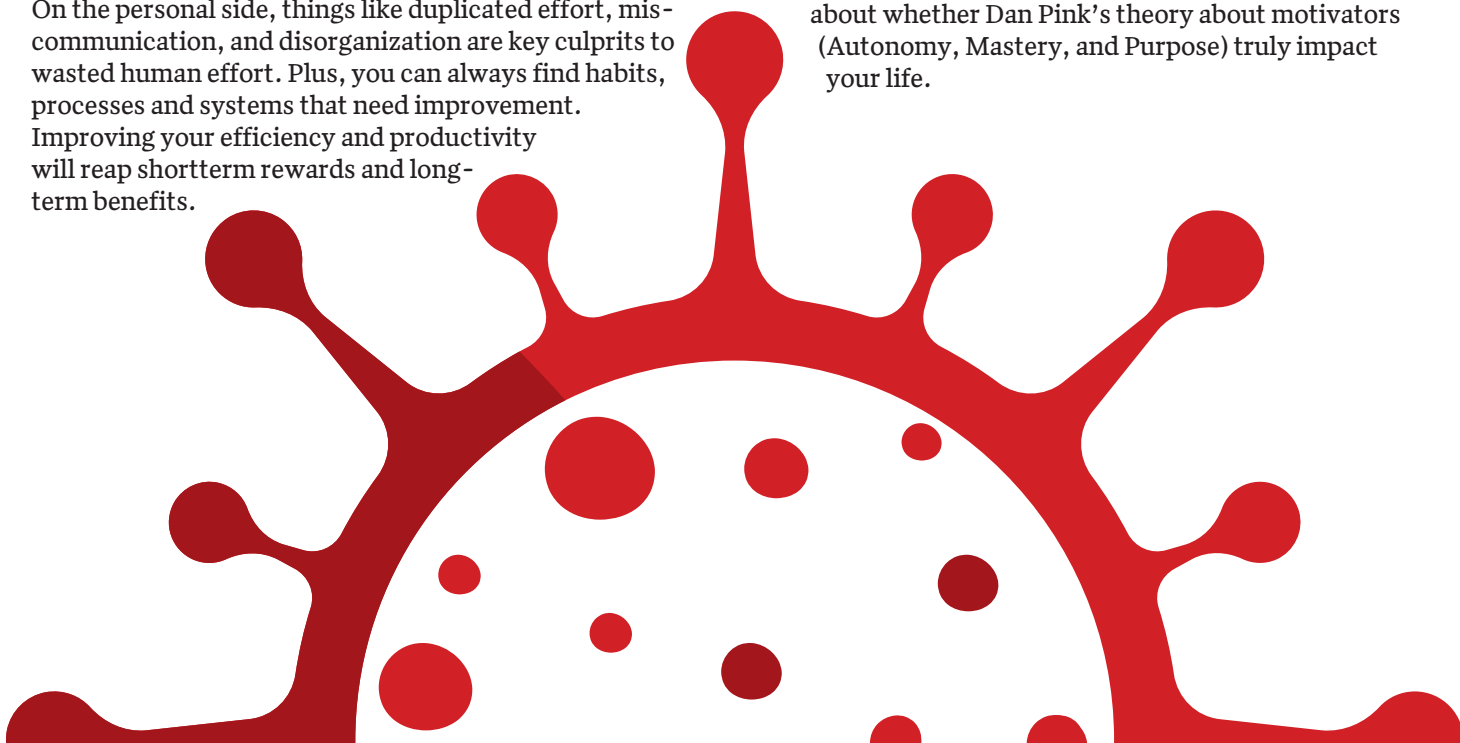 On the personal side, things like duplicated effort, mis-
communication, and disorganization are key culprits to
wasted human effort. Plus, you can always find habits,
processes and systems that need improvement.
Improving your efficiency and productivity
will reap shortterm rewards and long-
term benefits.
about whether Dan Pink’s theory about motivators
(Autonomy, Mastery, and Purpose) truly impact
your life.